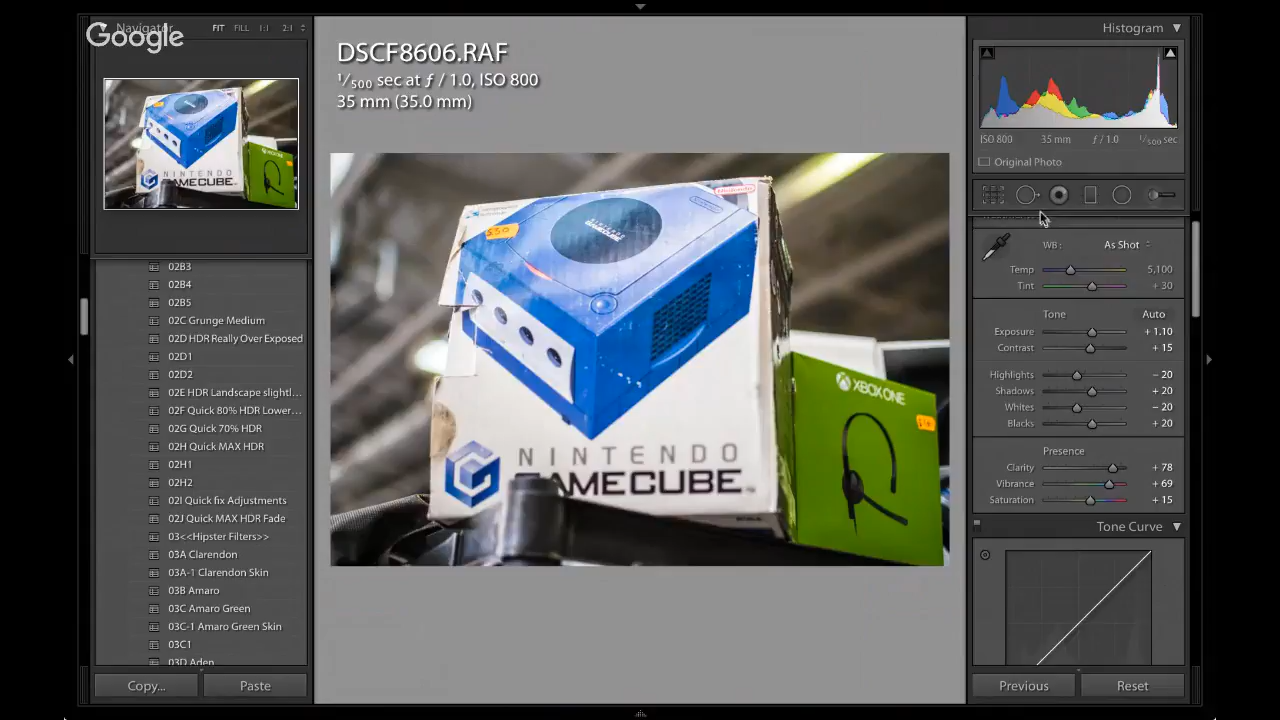 Navigator FIT FILL 1:1 2:1
Google
DSCF8606.RAF
1/500 sec at ƒ / 1.0, ISO 800
35 mm (35.0 mm)
Nintendo
$30
NINTENDO
GAMECUBE™
XBOX ONE
02B3
02B4
02B5
02C Grunge Medium
02D HDR Really Over Exposed
02D1
02D2
02E HDR Landscape slightl...
02F Quick 80% HDR Lower...
02G Quick 70% HDR
02H Quick MAX HDR
02H1
02H2
02I Quick fix Adjustments
02J Quick MAX HDR Fade
03<<Hipster Filters>>
03A Clarendon
03A-1 Clarendon Skin
03B Amaro
03C Amaro Green
03C-1 Amaro Green Skin
03C1
03D Aden
Copy... Paste
Histogram
ISO 800 35 mm ƒ / 1.0 1/500 sec
Original Photo
WB: As Shot
Temp 5,100
Tint + 30
Tone Auto
Exposure + 1.10
Contrast + 15
Highlights − 20
Shadows + 20
Whites − 20
Blacks + 20
Presence
Clarity + 78
Vibrance + 69
Saturation + 15
Tone Curve
Previous Reset